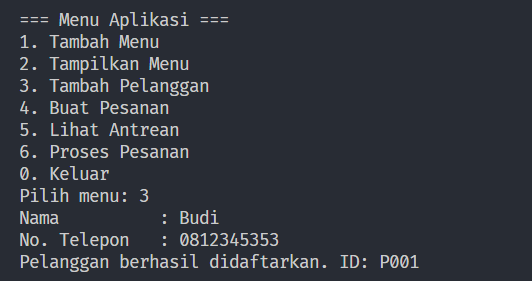 === Menu Aplikasi ===
1. Tambah Menu
2. Tampilkan Menu
3. Tambah Pelanggan
4. Buat Pesanan
5. Lihat Antrean
6. Proses Pesanan
0. Keluar
Pilih menu: 3
Nama          : Budi
No. Telepon   : 0812345353
Pelanggan berhasil didaftarkan. ID: P001